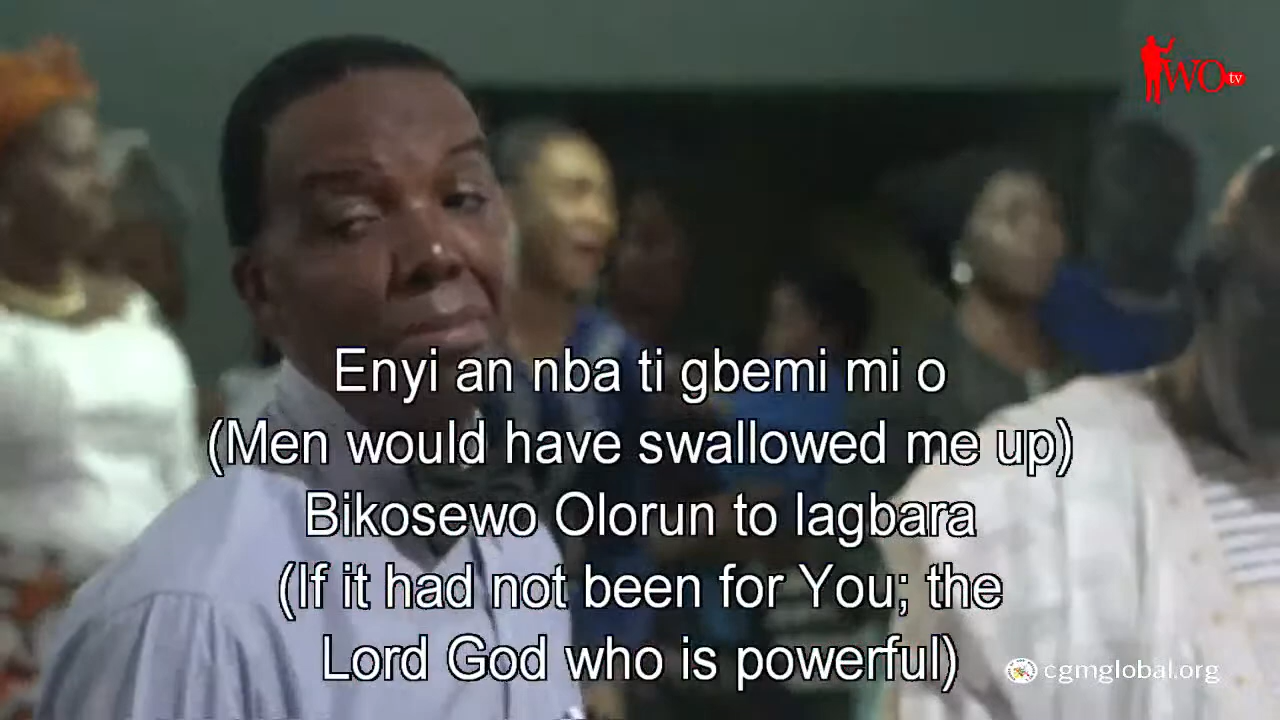 WO tv
Enyi an nba ti gbemi mi o
(Men would have swallowed me up)
Bikosewo Olorun to lagbara
(If it had not been for You; the
Lord God who is powerful)
cgmglobal.org